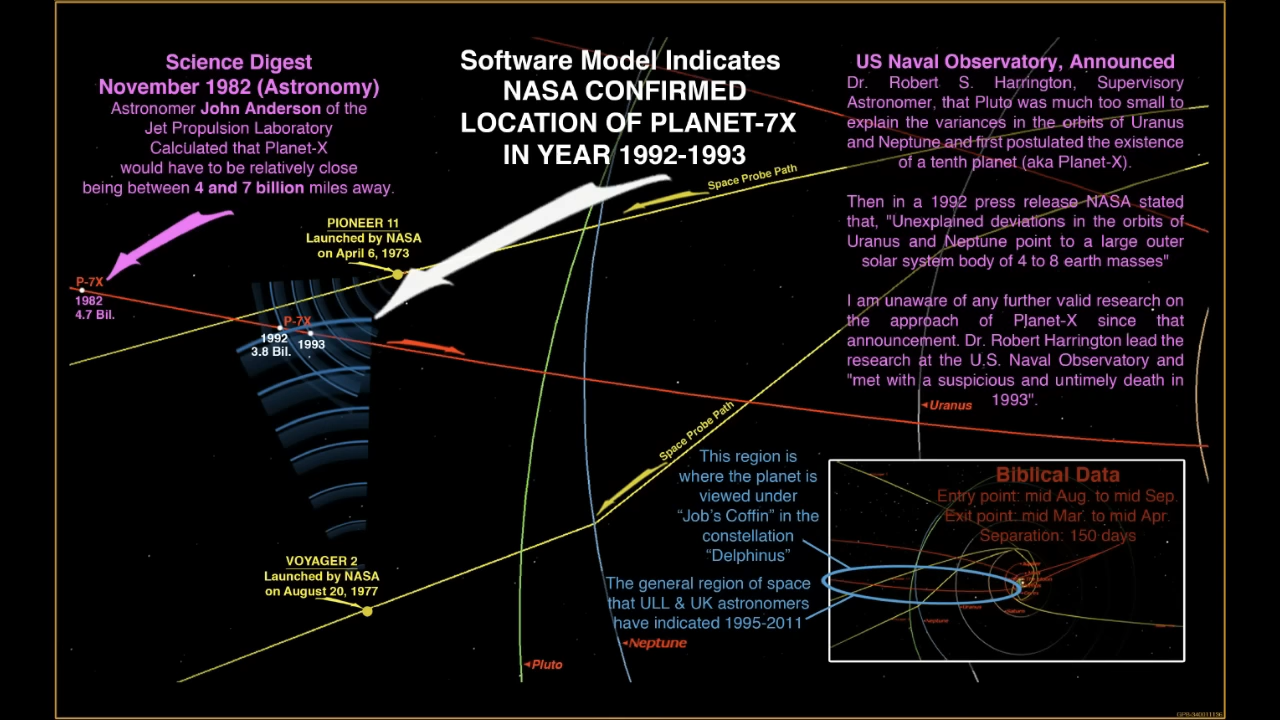 Science Digest
November 1982 (Astronomy)
Astronomer John Anderson of the
Jet Propulsion Laboratory
Calculated that Planet-X
would have to be relatively close
being between 4 and 7 billion miles away.
Software Model Indicates
NASA CONFIRMED
LOCATION OF PLANET-7X
IN YEAR 1992-1993
US Naval Observatory, Announced
Dr. Robert S. Harrington, Supervisory
Astronomer, that Pluto was much too small to
explain the variances in the orbits of Uranus
and Neptune and first postulated the existence
of a tenth planet (aka Planet-X).
Then in a 1992 press release NASA stated
that, "Unexplained deviations in the orbits of
Uranus and Neptune point to a large outer
solar system body of 4 to 8 earth masses"
I am unaware of any further valid research on
the approach of Planet-X since that
announcement. Dr. Robert Harrington lead the
research at the U.S. Naval Observatory and
"met with a suspicious and untimely death in
1993".
Space Probe Path
PIONEER 11
Launched by NASA
on April 6, 1973
P-7X
1982
4.7 Bil.
P-7X
1992
3.8 Bil.
1993
Uranus
Space Probe Path
This region is
where the planet is
viewed under
“Job's Coffin” in the
constellation
“Delphinus”
The general region of space
that ULL & UK astronomers
have indicated 1995-2011
VOYAGER 2
Launched by NASA
on August 20, 1977
Neptune
Pluto
Biblical Data
Entry point: mid Aug. to mid Sep.
Exit point: mid Mar. to mid Apr.
Separation: 150 days
Uranus
Neptune